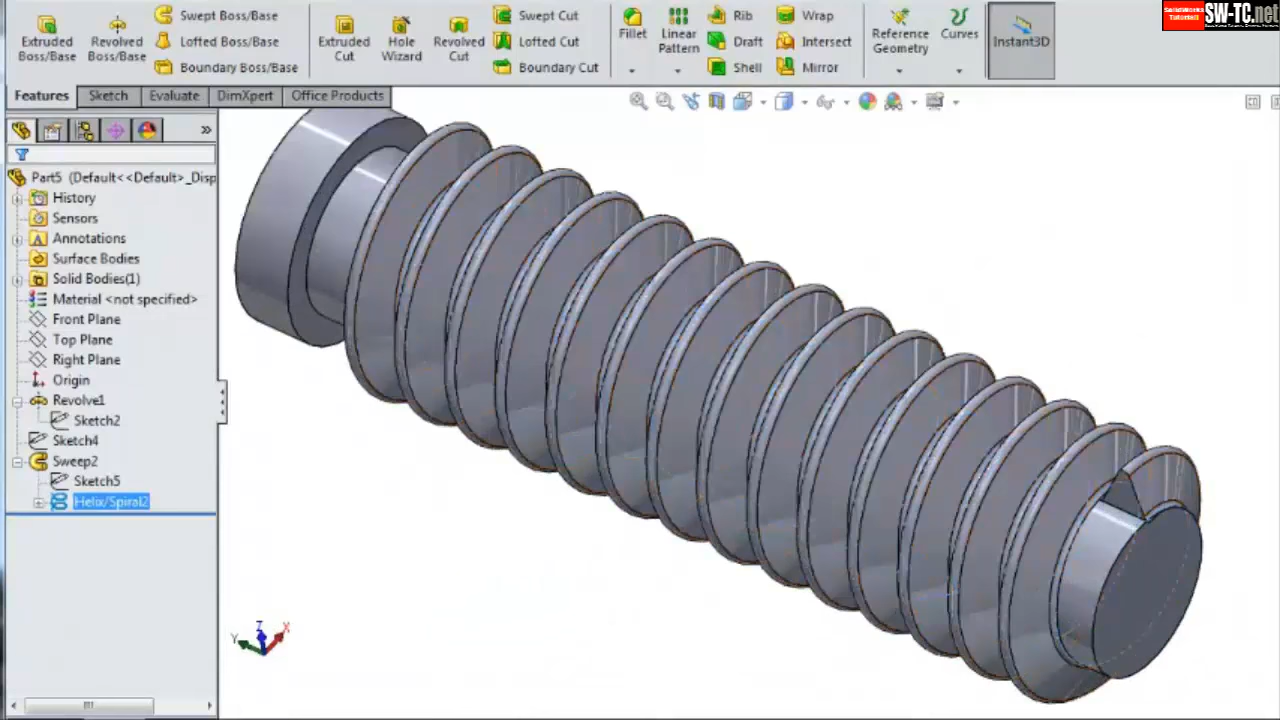 SolidWorks
Tutorial!
SW-TC.net
Extruded
Boss/Base
Revolved
Boss/Base
Swept Boss/Base
Lofted Boss/Base
Boundary Boss/Base
Extruded
Cut
Hole
Wizard
Revolved
Cut
Swept Cut
Lofted Cut
Boundary Cut
Fillet
Linear
Pattern
Rib
Draft
Shell
Wrap
Intersect
Mirror
Reference
Geometry
Curves
Instant3D
Features
Sketch
Evaluate
DimXpert
Office Products
Part5 (Default<<Default>_Disp
History
Sensors
Annotations
Surface Bodies
Solid Bodies(1)
Material <not specified>
Front Plane
Top Plane
Right Plane
Origin
Revolve1
Sketch2
Sketch4
Sweep2
Sketch5
Helix/Spiral2
Z
Y
X